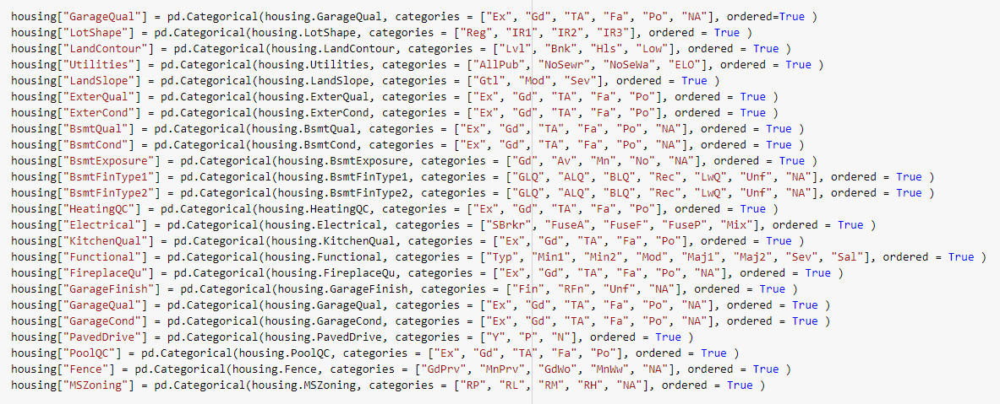 housing["GarageQual"] = pd.Categorical(housing.GarageQual, categories = ["Ex", "Gd", "TA", "Fa", "Po", "NA"], ordered=True )
housing["LotShape"] = pd.Categorical(housing.LotShape, categories = ["Reg", "IR1", "IR2", "IR3"], ordered = True )
housing["LandContour"] = pd.Categorical(housing.LandContour, categories = ["Lvl", "Bnk", "Hls", "Low"], ordered = True )
housing["Utilities"] = pd.Categorical(housing.Utilities, categories = ["AllPub", "NoSewr", "NoSeWa", "ELO"], ordered = True )
housing["LandSlope"] = pd.Categorical(housing.LandSlope, categories = ["Gtl", "Mod", "Sev"], ordered = True )
housing["ExterQual"] = pd.Categorical(housing.ExterQual, categories = ["Ex", "Gd", "TA", "Fa", "Po"], ordered = True )
housing["ExterCond"] = pd.Categorical(housing.ExterCond, categories = ["Ex", "Gd", "TA", "Fa", "Po"], ordered = True )
housing["BsmtQual"] = pd.Categorical(housing.BsmtQual, categories = ["Ex", "Gd", "TA", "Fa", "Po", "NA"], ordered = True )
housing["BsmtCond"] = pd.Categorical(housing.BsmtCond, categories = ["Ex", "Gd", "TA", "Fa", "Po", "NA"], ordered = True )
housing["BsmtExposure"] = pd.Categorical(housing.BsmtExposure, categories = ["Gd", "Av", "Mn", "No", "NA"], ordered = True )
housing["BsmtFinType1"] = pd.Categorical(housing.BsmtFinType1, categories = ["GLQ", "ALQ", "BLQ", "Rec", "LwQ", "Unf", "NA"], ordered = True )
housing["BsmtFinType2"] = pd.Categorical(housing.BsmtFinType2, categories = ["GLQ", "ALQ", "BLQ", "Rec", "LwQ", "Unf", "NA"], ordered = True )
housing["HeatingQC"] = pd.Categorical(housing.HeatingQC, categories = ["Ex", "Gd", "TA", "Fa", "Po"], ordered = True )
housing["Electrical"] = pd.Categorical(housing.Electrical, categories = ["SBrkr", "FuseA", "FuseF", "FuseP", "Mix"], ordered = True )
housing["KitchenQual"] = pd.Categorical(housing.KitchenQual, categories = ["Ex", "Gd", "TA", "Fa", "Po"], ordered = True )
housing["Functional"] = pd.Categorical(housing.Functional, categories = ["Typ", "Min1", "Min2", "Mod", "Maj1", "Maj2", "Sev", "Sal"], ordered = True )
housing["FireplaceQu"] = pd.Categorical(housing.FireplaceQu, categories = ["Ex", "Gd", "TA", "Fa", "Po", "NA"], ordered = True )
housing["GarageFinish"] = pd.Categorical(housing.GarageFinish, categories = ["Fin", "RFn", "Unf", "NA"], ordered = True )
housing["GarageQual"] = pd.Categorical(housing.GarageQual, categories = ["Ex", "Gd", "TA", "Fa", "Po", "NA"], ordered = True )
housing["GarageCond"] = pd.Categorical(housing.GarageCond, categories = ["Ex", "Gd", "TA", "Fa", "Po", "NA"], ordered = True )
housing["PavedDrive"] = pd.Categorical(housing.PavedDrive, categories = ["Y", "P", "N"], ordered = True )
housing["PoolQC"] = pd.Categorical(housing.PoolQC, categories = ["Ex", "Gd", "TA", "Fa", "Po"], ordered = True )
housing["Fence"] = pd.Categorical(housing.Fence, categories = ["GdPrv", "MnPrv", "GdWo", "MnWw", "NA"], ordered = True )
housing["MSZoning"] = pd.Categorical(housing.MSZoning, categories = ["RP", "RL", "RM", "RH", "NA"], ordered = True )